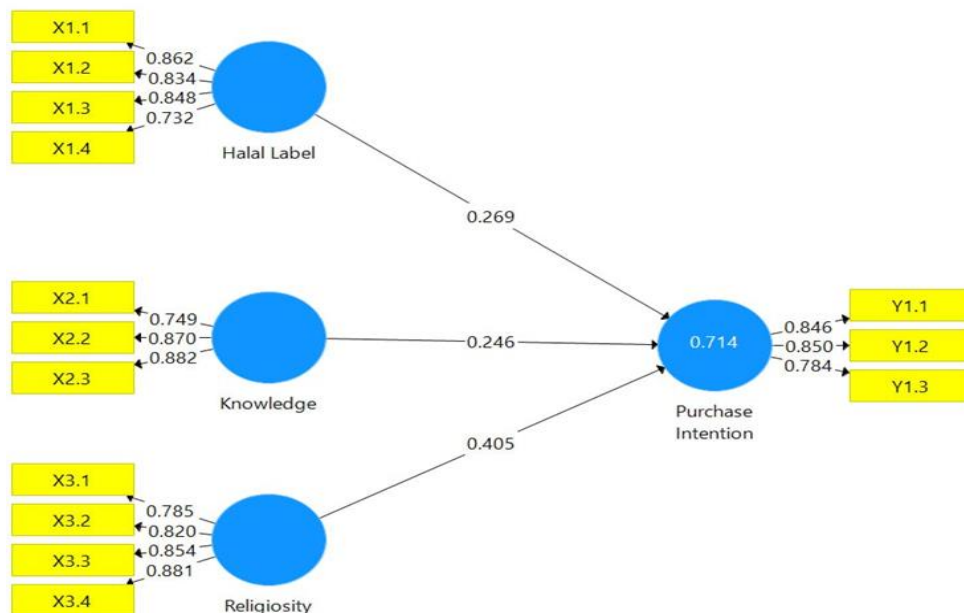 X1.1
0.862
X1.2
0.834
X1.3
0.848
0.732
X1.4
Halal Label
0.269
X2.1
0.749
X2.2
0.870
X2.3
0.882
Knowledge
0.246
0.714
Purchase
Intention
Y1.1
0.846
0.850
Y1.2
0.784
Y1.3
0.405
X3.1
0.785
X3.2
0.820
X3.3
0.854
0.881
X3.4
Religiosity